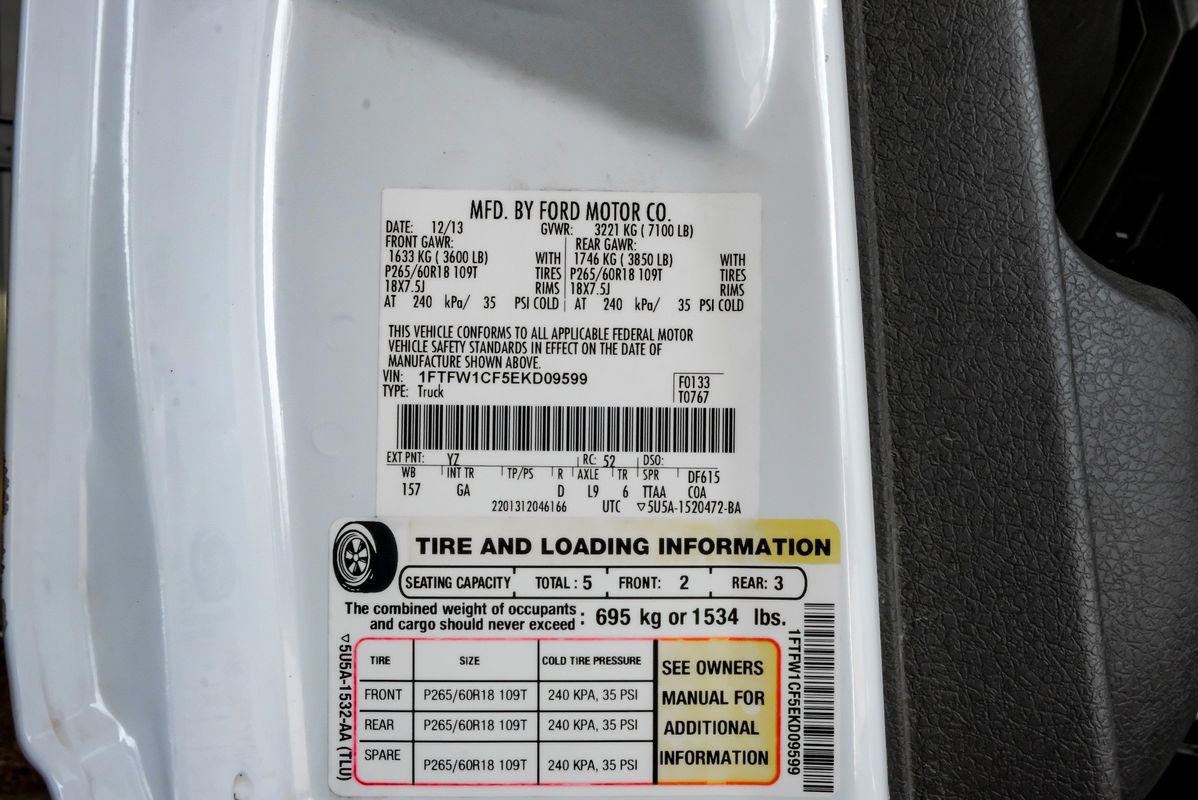 MFD. BY FORD MOTOR CO.
DATE: 12/13 GVWR: 3221 KG ( 7100 LB)
FRONT GAWR: REAR GAWR:
1633 KG ( 3600 LB) WITH 1746 KG ( 3850 LB) WITH
P265/60R18 109T TIRES P265/60R18 109T TIRES
18X7.5J RIMS 18X7.5J RIMS
AT 240 kPa/ 35 PSI COLD AT 240 kPa/ 35 PSI COLD
THIS VEHICLE CONFORMS TO ALL APPLICABLE FEDERAL MOTOR
VEHICLE SAFETY STANDARDS IN EFFECT ON THE DATE OF
MANUFACTURE SHOWN ABOVE.
VIN: 1FTFW1CF5EKD09599 F0133
TYPE: Truck T0767
EXT PNT: YZ RC: 52 DSO:
WB INT TR TP/PS R AXLE TR SPR DF615
157 GA D L9 6 TTAA COA
2201312046166 UTC ▽5U5A-1520472-BA
TIRE AND LOADING INFORMATION
SEATING CAPACITY TOTAL : 5 FRONT: 2 REAR: 3
The combined weight of occupants
and cargo should never exceed : 695 kg or 1534 lbs.
TIRE SIZE COLD TIRE PRESSURE
FRONT P265/60R18 109T 240 KPA, 35 PSI
REAR P265/60R18 109T 240 KPA, 35 PSI
SPARE P265/60R18 109T 240 KPA, 35 PSI
SEE OWNERS
MANUAL FOR
ADDITIONAL
INFORMATION
▽5U5A-1532-AA (TLU)
1FTFW1CF5EKD09599